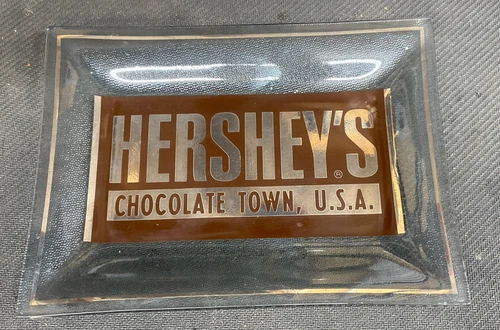 HERSHEY'S®
CHOCOLATE TOWN, U.S.A.